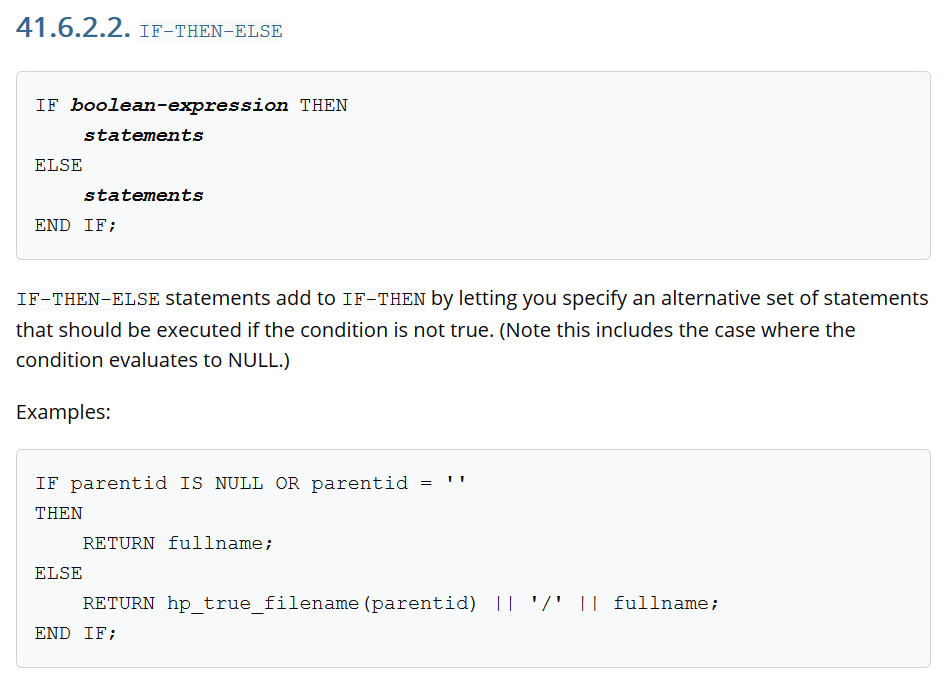 41.6.2.2. IF-THEN-ELSE
IF boolean-expression THEN
    statements
ELSE
    statements
END IF;
IF-THEN-ELSE statements add to IF-THEN by letting you specify an alternative set of statements
that should be executed if the condition is not true. (Note this includes the case where the
condition evaluates to NULL.)
Examples:
IF parentid IS NULL OR parentid = ''
THEN
    RETURN fullname;
ELSE
    RETURN hp_true_filename(parentid) || '/' || fullname;
END IF;